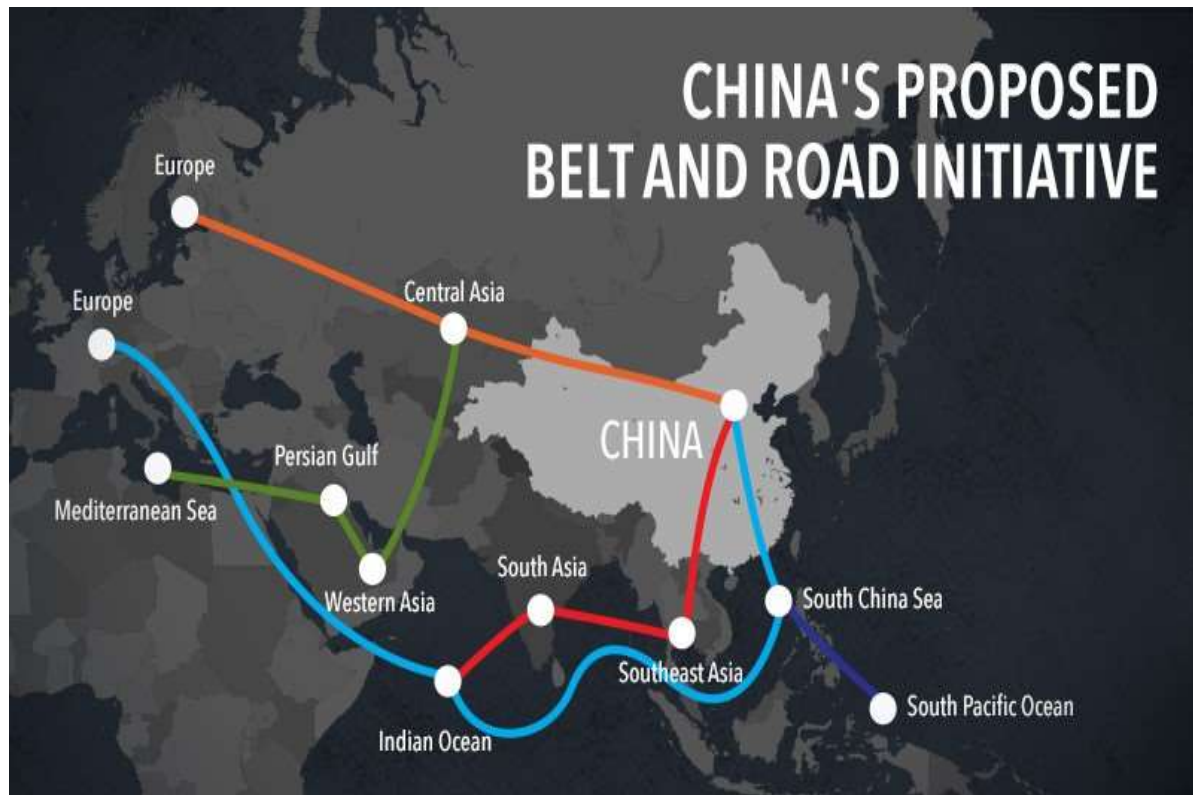 CHINA'S PROPOSED
BELT AND ROAD INITIATIVE
Europe
Europe
Central Asia
CHINA
Persian Gulf
Mediterranean Sea
South Asia
Western Asia
South China Sea
Southeast Asia
South Pacific Ocean
Indian Ocean